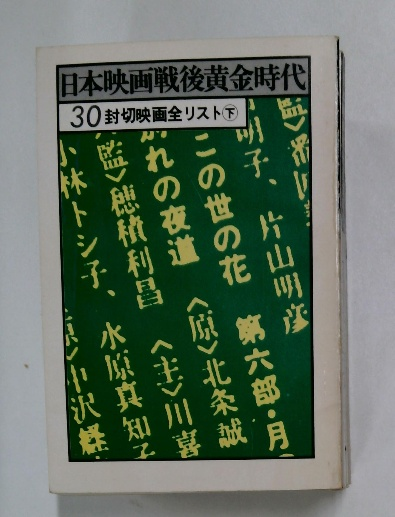 日本映画戦後黄金時代
30 封切映画全リスト㊦
監〉
明子、片山明彦
この世の花 第六部・月
〈原〉北条誠
れの夜道 〈主〉川喜
監〉穂積利昌
水原真知子
小林トシ子、
中沢